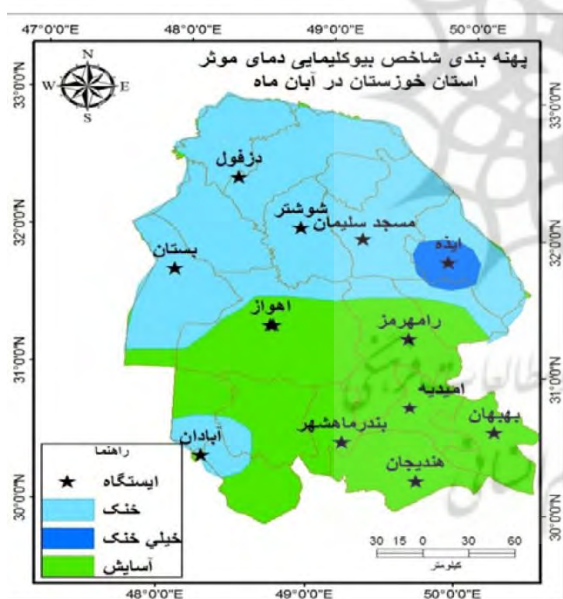 47°0'0"E 48°0'0"E 49°0'0"E 50°0'0"E
پهنه بندی شاخص بیوکلیمایی دمای موثر
استان خوزستان در آبان ماه
N
W E
S
33°0'0"N
33°0'0"N
دزفول
شوشتر
مسجد سلیمان
ایذه
بستان
32°0'0"N
32°0'0"N
اهواز
رامهرمز
31°0'0"N
31°0'0"N
امیدیه
بهبهان
بندرماهشهر
آبادان
هندیجان
30°0'0"N
30°0'0"N
راهنما
ایستگاه
خنک
خیلي خنک
آسایش
30 15 0 30 60
کیلومتر
48°0'0"E 49°0'0"E 50°0'0"E